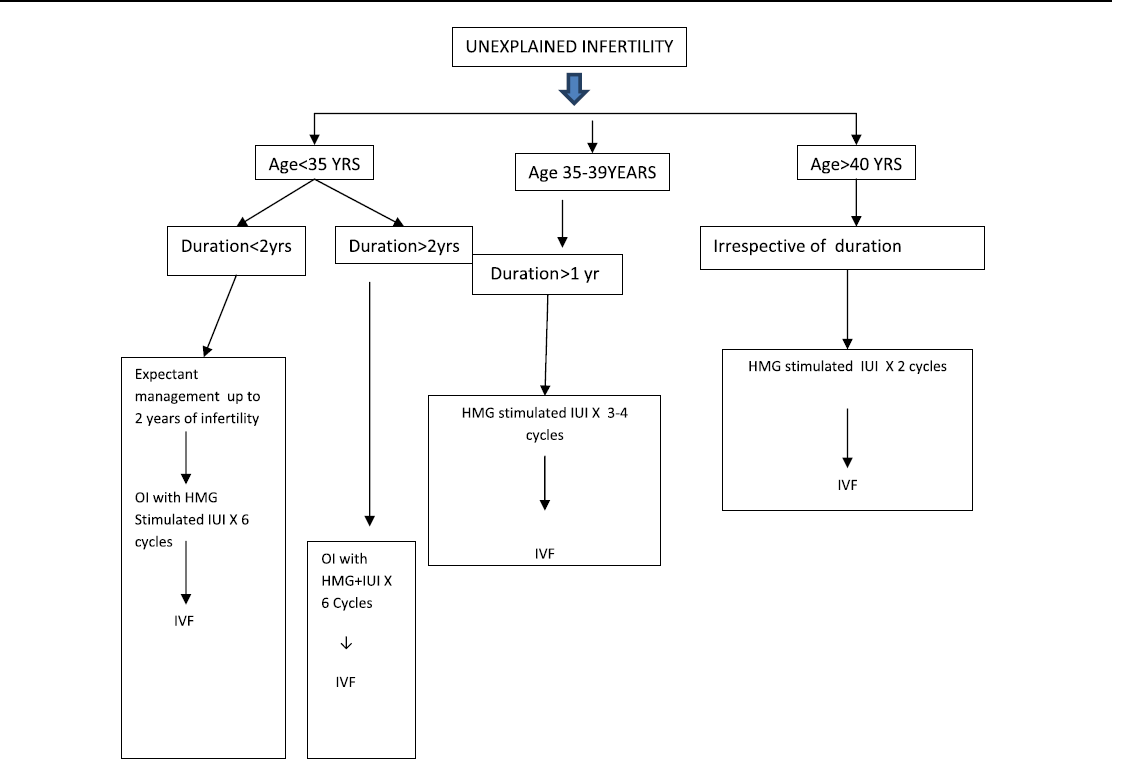 UNEXPLAINED INFERTILITY
Age<35 YRS
Age 35-39YEARS
Age>40 YRS
Duration<2yrs
Duration>2yrs
Duration>1 yr
Irrespective of duration
Expectant
management up to
2 years of infertility
OI with HMG
Stimulated IUI X 6
cycles
IVF
OI with
HMG+IUI X
6 Cycles
IVF
HMG stimulated IUI X 3-4
cycles
IVF
HMG stimulated IUI X 2 cycles
IVF